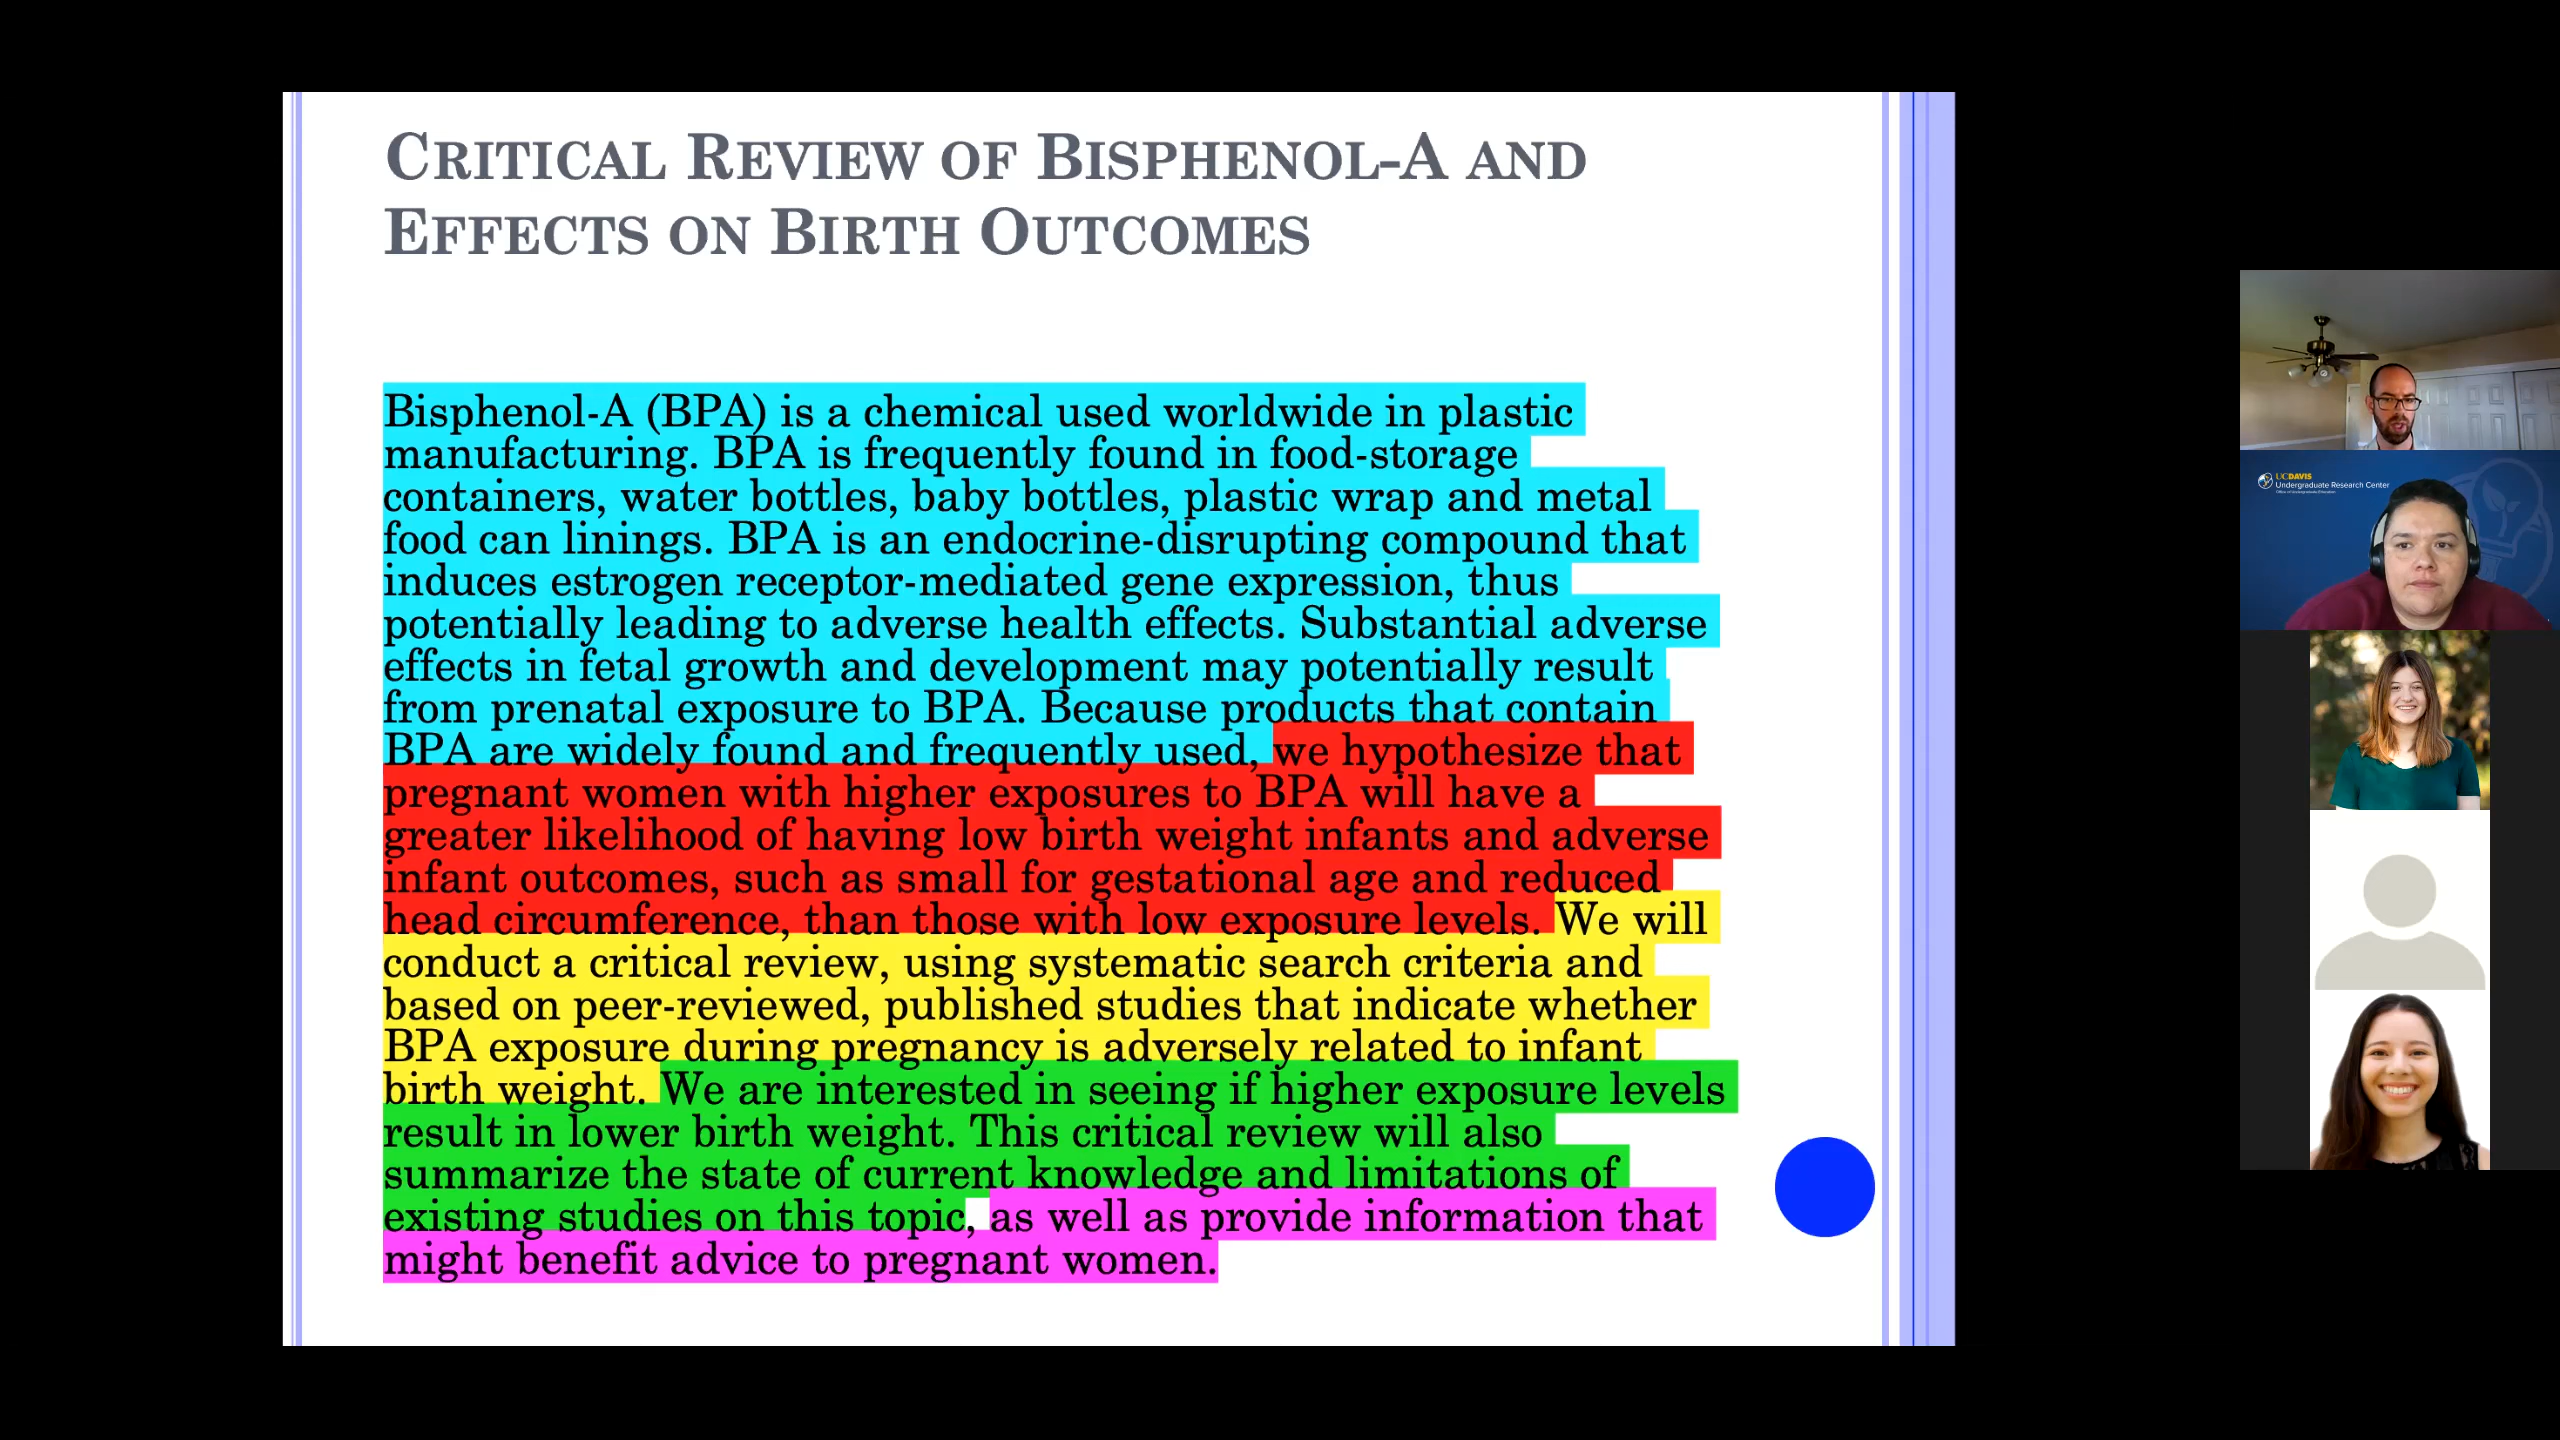 CRITICAL REVIEW OF BISPHENOL-A AND
EFFECTS ON BIRTH OUTCOMES
Bisphenol-A (BPA) is a chemical used worldwide in plastic
manufacturing. BPA is frequently found in food-storage
containers, water bottles, baby bottles, plastic wrap and metal
food can linings. BPA is an endocrine-disrupting compound that
induces estrogen receptor-mediated gene expression, thus
potentially leading to adverse health effects. Substantial adverse
effects in fetal growth and development may potentially result
from prenatal exposure to BPA. Because products that contain
BPA are widely found and frequently used, we hypothesize that
pregnant women with higher exposures to BPA will have a
greater likelihood of having low birth weight infants and adverse
infant outcomes, such as small for gestational age and reduced
head circumference, than those with low exposure levels. We will
conduct a critical review, using systematic search criteria and
based on peer-reviewed, published studies that indicate whether
BPA exposure during pregnancy is adversely related to infant
birth weight. We are interested in seeing if higher exposure levels
result in lower birth weight. This critical review will also
summarize the state of current knowledge and limitations of
existing studies on this topic, as well as provide information that
might benefit advice to pregnant women.
UCDAVIS
Undergraduate Research Center
Office of Undergraduate Education